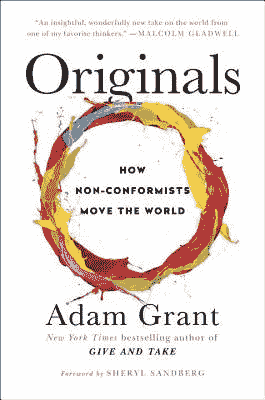 "An insightful, wonderfully new take on the world from
one of my favorite thinkers." —MALCOLM GLADWELL
Originals
HOW
NON-CONFORMISTS
MOVE THE WORLD
Adam Grant
New York Times bestselling author of
GIVE AND TAKE
Foreword by SHERYL SANDBERG